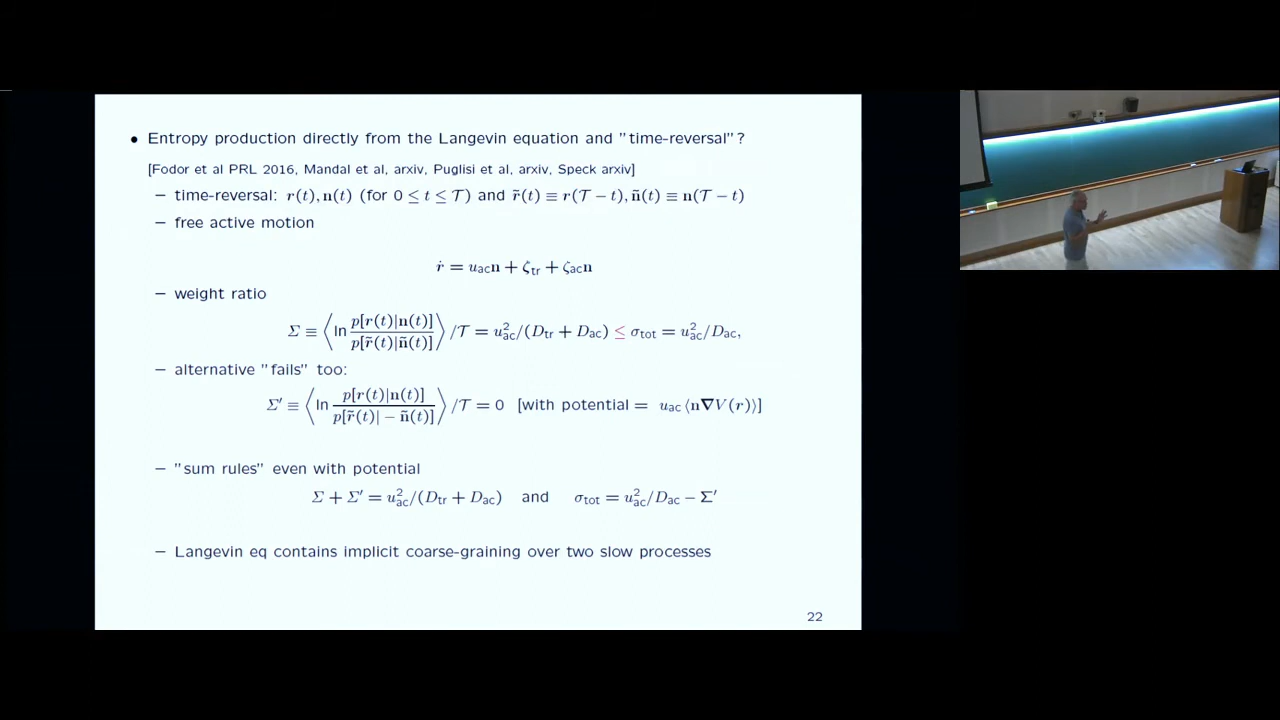 • Entropy production directly from the Langevin equation and "time-reversal"?
[Fodor et al PRL 2016, Mandal et al, arxiv, Puglisi et al, arxiv, Speck arxiv]
– time-reversal: r(t), n(t) (for 0 ≤ t ≤ 𝒯) and r̃(t) ≡ r(𝒯 − t), ñ(t) ≡ n(𝒯 − t)
– free active motion
ṙ = u_ac n + ζ_tr + ζ_ac n
– weight ratio
Σ ≡ ⟨ln p[r(t)|n(t)] / p[r̃(t)|ñ(t)]⟩ /𝒯 = u²_ac/(D_tr + D_ac) ≤ σ_tot = u²_ac/D_ac,
– alternative "fails" too:
Σ′ ≡ ⟨ln p[r(t)|n(t)] / p[r̃(t)| − ñ(t)]⟩ /𝒯 = 0 [with potential = u_ac ⟨n∇V(r)⟩]
– "sum rules" even with potential
Σ + Σ′ = u²_ac/(D_tr + D_ac) and σ_tot = u²_ac/D_ac − Σ′
– Langevin eq contains implicit coarse-graining over two slow processes
22